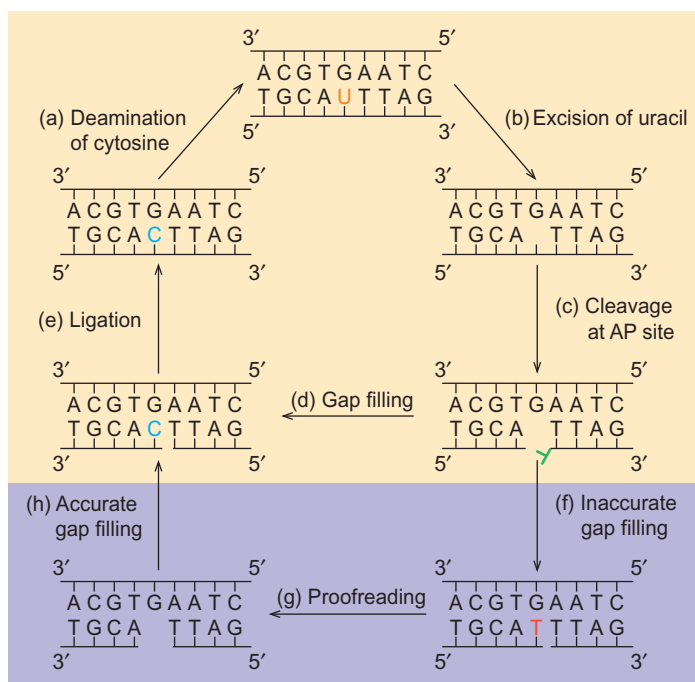 3′ 5′
A C G T G A A T C
T G C A U T T A G
5′ 3′
(a) Deamination
of cytosine
(b) Excision of uracil
3′ 5′
A C G T G A A T C
T G C A C T T A G
5′ 3′
3′ 5′
A C G T G A A T C
T G C A T T A G
5′ 3′
(e) Ligation
(c) Cleavage
at AP site
3′ 5′
A C G T G A A T C
T G C A C T T A G
3′ 5′
(d) Gap filling
3′ 5′
A C G T G A A T C
T G C A T T A G
3′ 5′
(h) Accurate
gap filling
(f) Inaccurate
gap filling
3′ 5′
A C G T G A A T C
T G C A T T A G
3′ 5′
(g) Proofreading
3′ 5′
A C G T G A A T C
T G C A T T T A G
3′ 5′